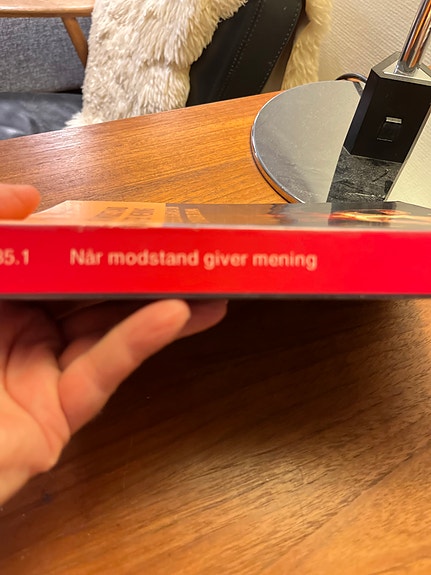 35.1 Når modstand giver mening